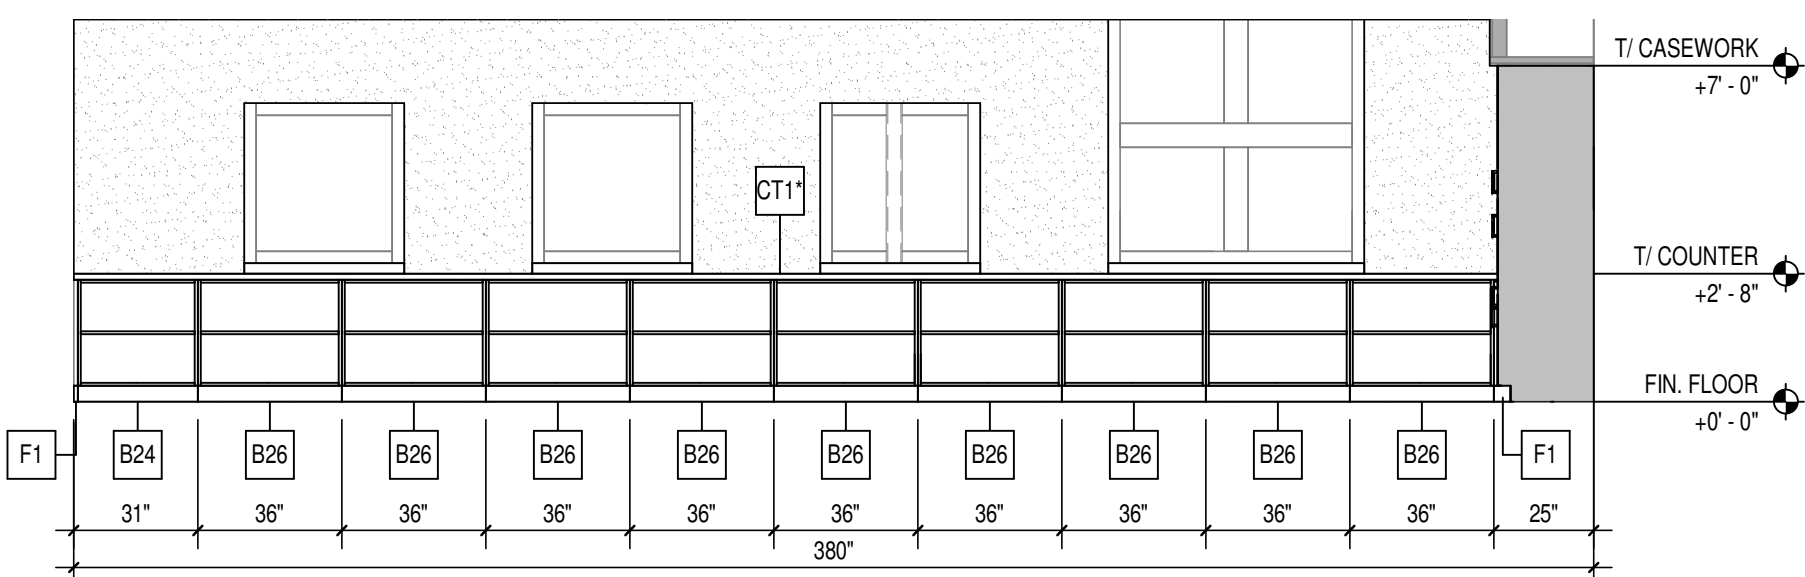 T/ CASEWORK
+7' - 0"
CT1*
T/ COUNTER
+2' - 8"
FIN. FLOOR
+0' - 0"
F1 B24 B26 B26 B26 B26 B26 B26 B26 B26 B26 F1
31" 36" 36" 36" 36" 36" 36" 36" 36" 36" 25"
380"